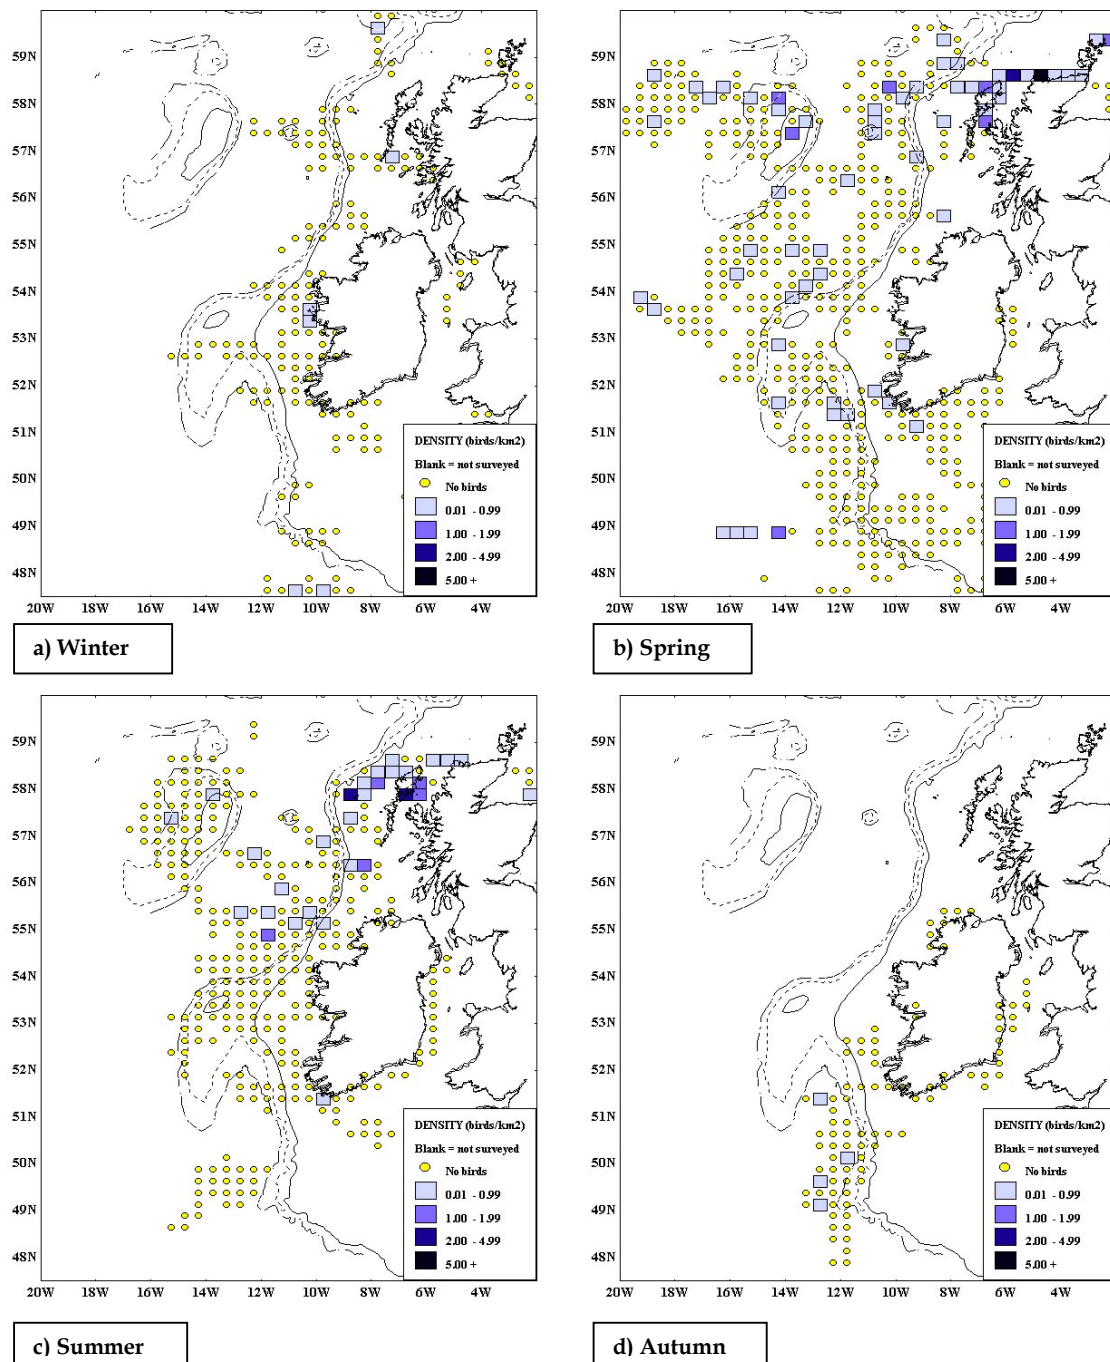 59N
58N
57N
56N
55N
54N
53N
52N
51N
50N
49N
48N
20W 16W 14W 12W 10W 8W 6W 4W
DENSITY (birds/km2)
Blank = not surveyed
No birds
0.01 - 0.99
1.00 - 1.99
2.00 - 4.99
5.00 +
a) Winter
59N
58N
57N
56N
55N
54N
53N
52N
51N
50N
49N
48N
20W 18W 16W 14W 12W 10W 8W 6W 4W
DENSITY (birds/km2)
Blank = not surveyed
No birds
0.01 - 0.99
1.00 - 1.99
2.00 - 4.99
5.00 +
b) Spring
59N
58N
57N
56N
55N
54N
53N
52N
51N
50N
49N
48N
20W 18W 16W 14W 12W 10W 8W 6W 4W
DENSITY (birds/km2)
Blank = not surveyed
No birds
0.01 - 0.99
1.00 - 1.99
2.00 - 4.99
5.00 +
c) Summer
59N
58N
57N
56N
55N
54N
53N
52N
51N
50N
49N
48N
20W 18W 16W 14W 12W 10W 8W 6W 4W
DENSITY (birds/km2)
Blank = not surveyed
No birds
0.01 - 0.99
1.00 - 1.99
2.00 - 4.99
5.00 +
d) Autumn